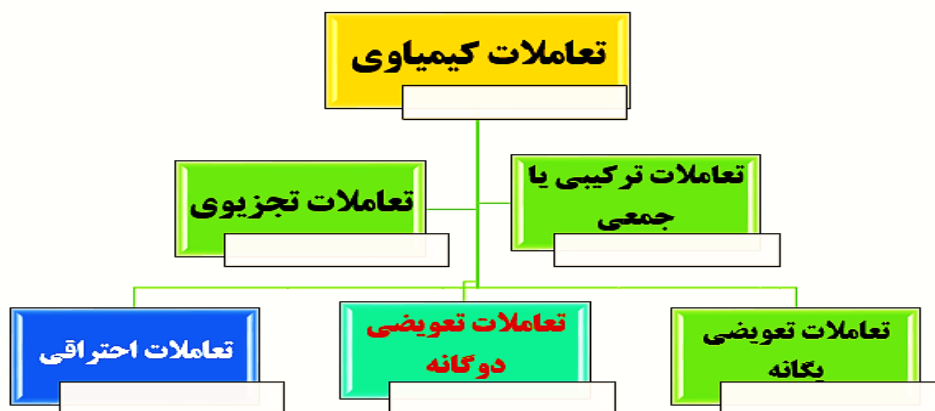 تعاملات کیمیاوی
تعاملات ترکیبی یا
جمعی
تعاملات تجزیوی
تعاملات تعویضی
یگانه
تعاملات تعویضی
دوگانه
تعاملات احتراقی